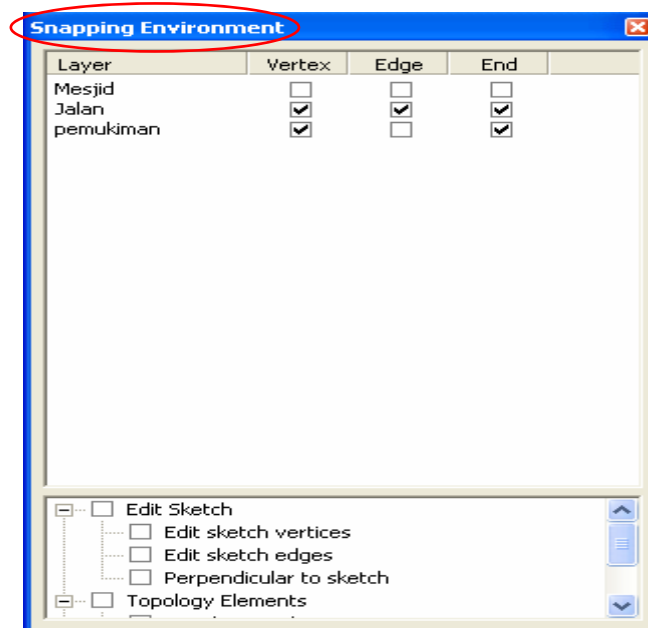 Snapping Environment
Layer Vertex Edge End
Mesjid
Jalan
pemukiman
Edit Sketch
Edit sketch vertices
Edit sketch edges
Perpendicular to sketch
Topology Elements